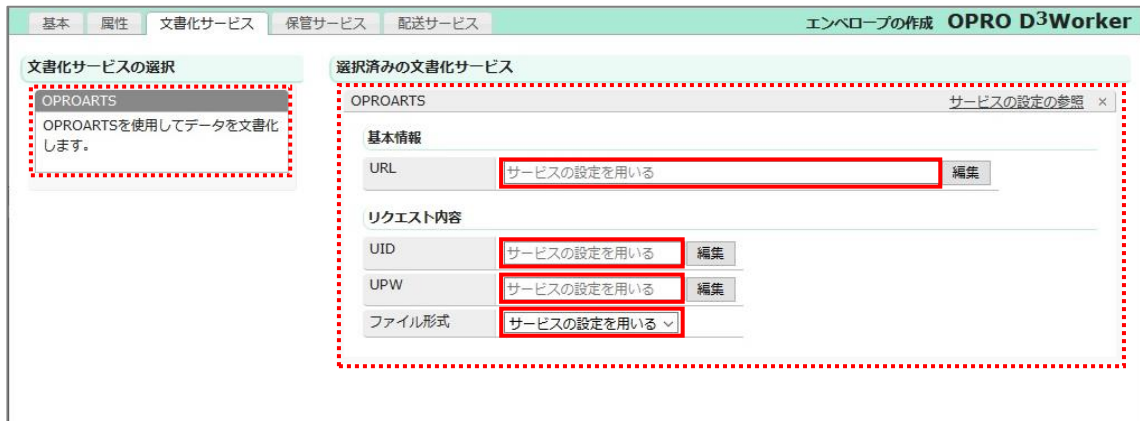 基本 属性 文書化サービス 保管サービス 配送サービス エンベロープの作成 OPRO D3Worker
文書化サービスの選択
OPROARTS
OPROARTSを使用してデータを文書化
します。
選択済みの文書化サービス
OPROARTS サービスの設定の参照 ×
基本情報
URL サービスの設定を用いる 編集
リクエスト内容
UID サービスの設定を用いる 編集
UPW サービスの設定を用いる 編集
ファイル形式 サービスの設定を用いる